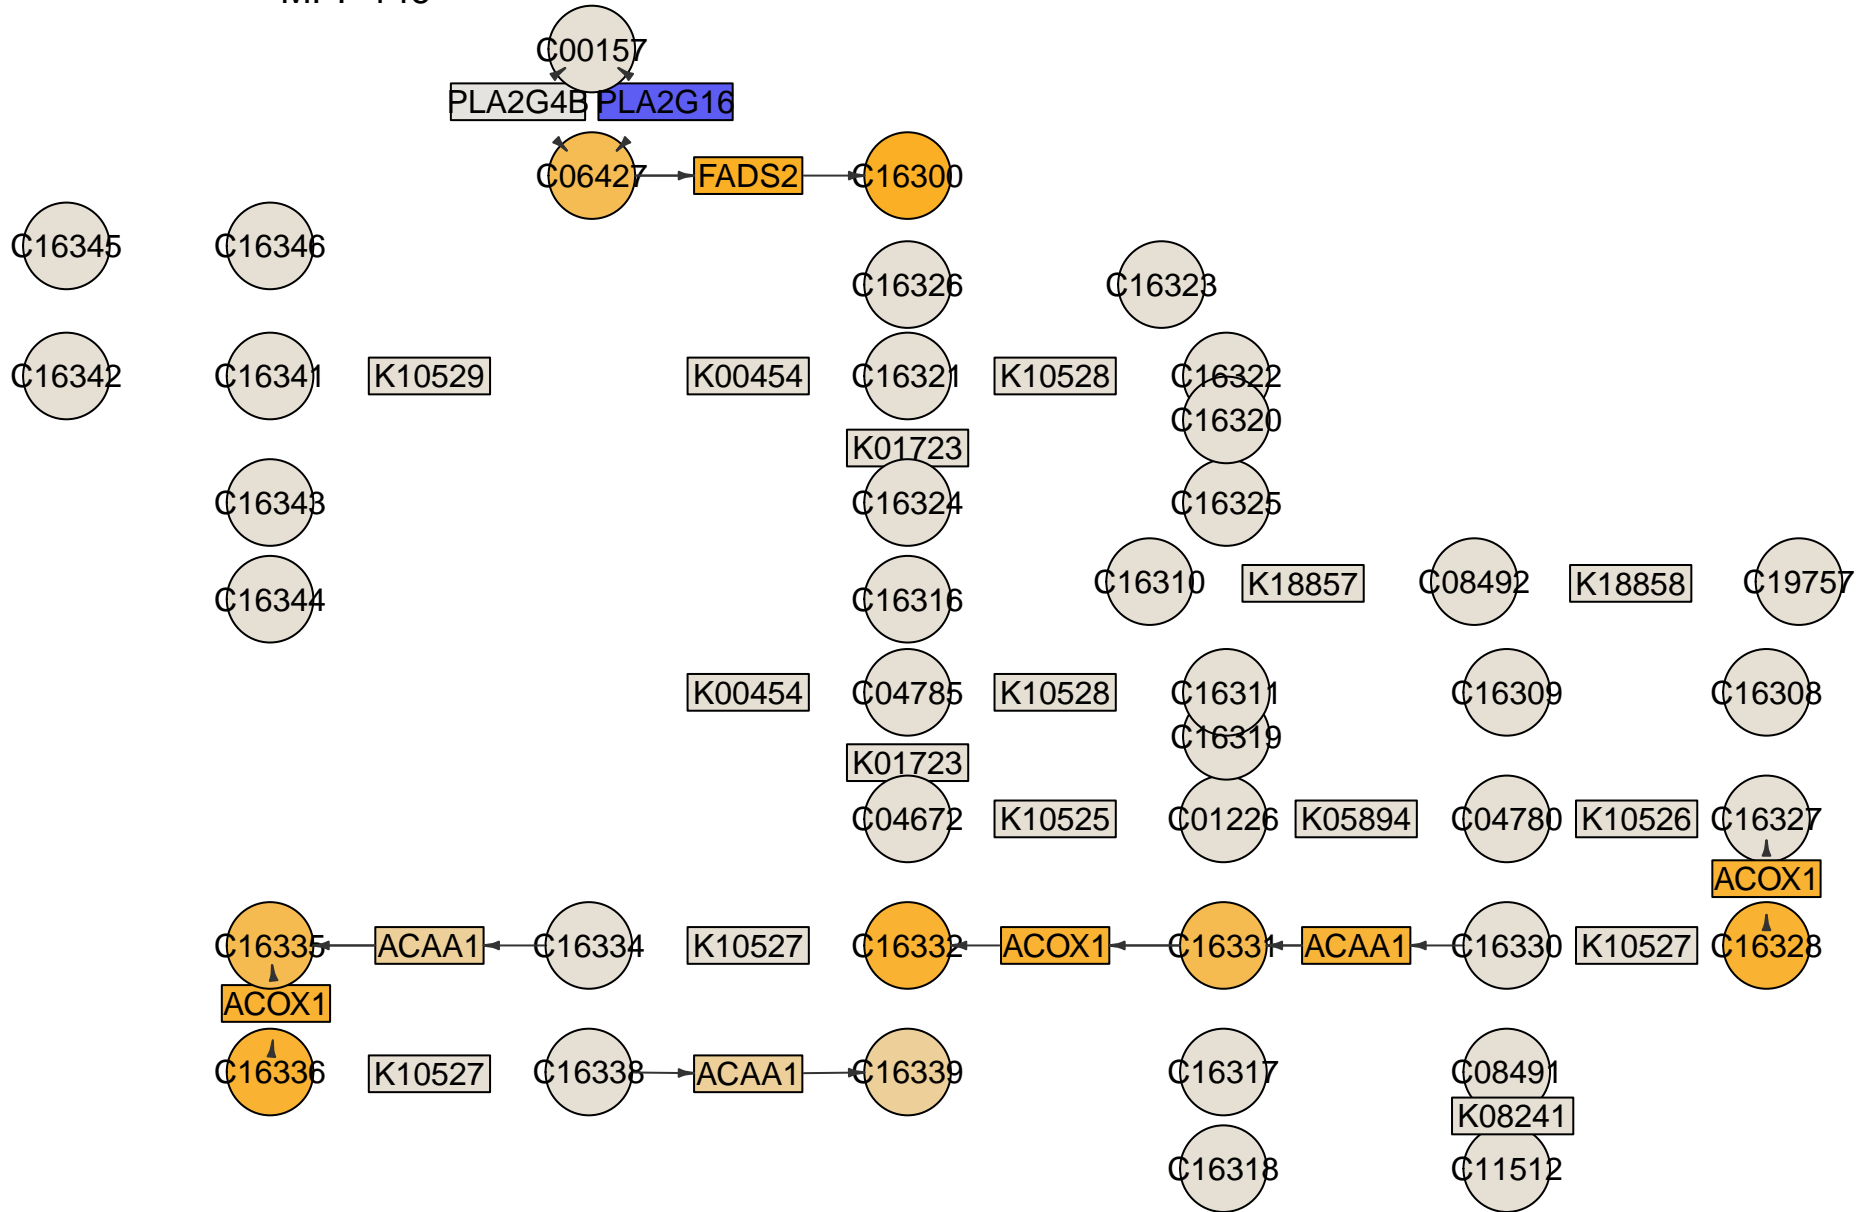 C00157
PLA2G4B PLA2G16
C06427 FADS2 C16300
C16345 C16346
C16326 C16323
C16342 C16341 K10529 K00454 C16321 K10528 C16322
C16320
K01723
C16343 C16324 C16325
C16310 K18857 C08492 K18858 C19757
C16344 C16316
K00454 C04785 K10528 C16311 C16309 C16308
C16319
K01723
C04672 K10525 C01226 K05894 C04780 K10526 C16327
ACOX1
C16335 ACAA1 C16334 K10527 C16332 ACOX1 C16331 ACAA1 C16330 K10527 C16328
ACOX1
C16336 K10527 C16338 ACAA1 C16339 C16317 C08491
K08241
C16318 C11512